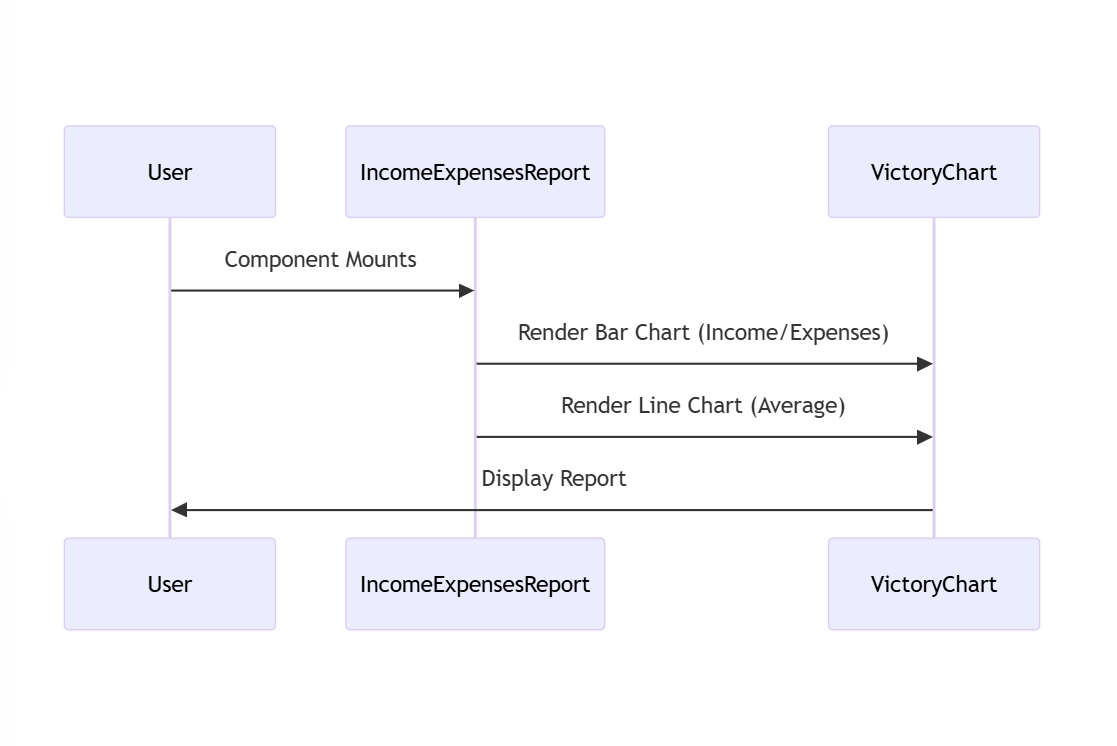 User
IncomeExpensesReport
VictoryChart
Component Mounts
Render Bar Chart (Income/Expenses)
Render Line Chart (Average)
Display Report
User
IncomeExpensesReport
VictoryChart